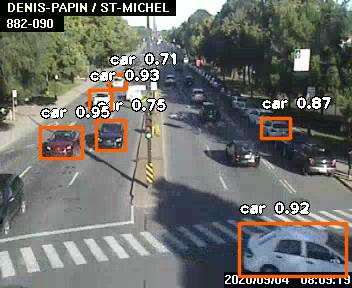 DENIS-PAPIN / ST-MICHEL
882-090
car 0.71
car 0.93
car 0.95
car 0.75
car 0.87
car 0.92
2020/09/04 08:09:19